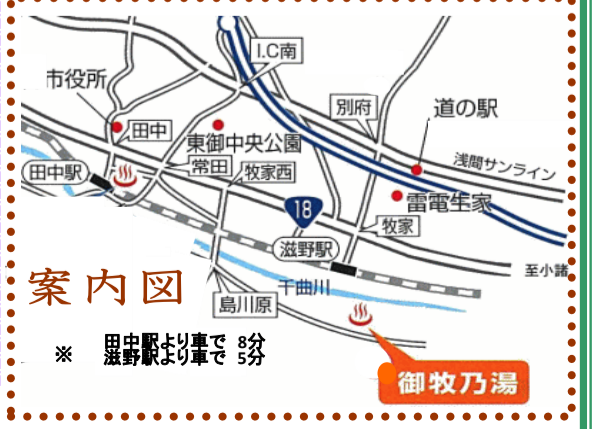 I.C南
市役所
別府
道の駅
田中
東御中央公園
浅間サンライン
常田
田中駅
牧家西
雷電生家
18
牧家
滋野駅
至小諸
案内図
千曲川
島川原
※ 田中駅より車で 8分
滋野駅より車で 5分
御牧乃湯